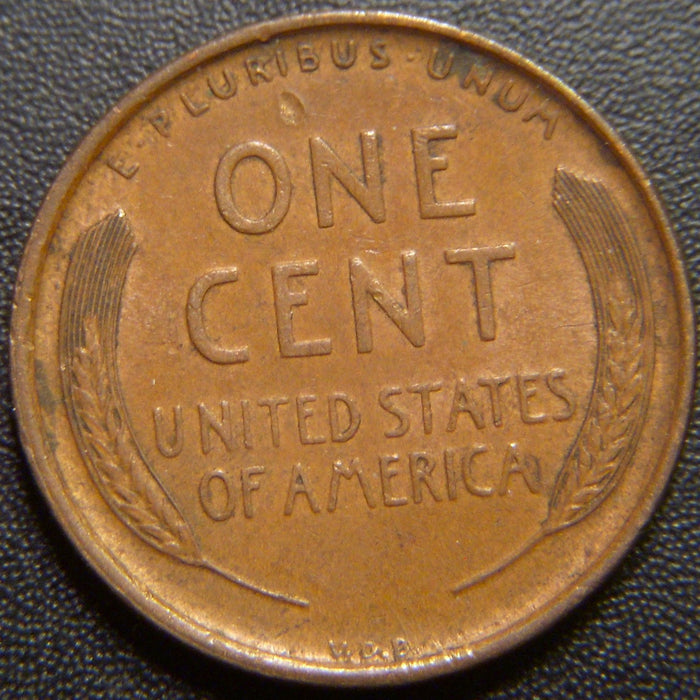 E·PLURIBUS·UNUM
ONE
CENT
UNITED STATES
OF AMERICA
V.D.B.